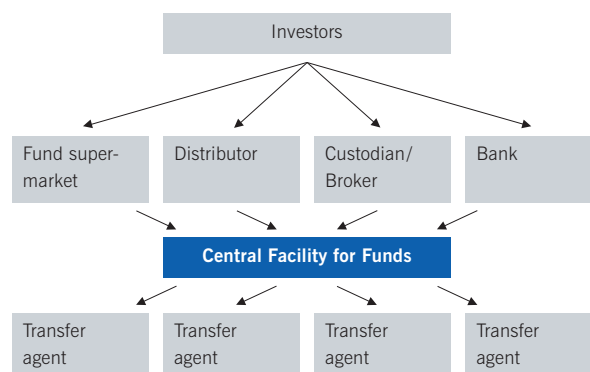 Investors
Fund super-
market
Distributor
Custodian/
Broker
Bank
Central Facility for Funds
Transfer
agent
Transfer
agent
Transfer
agent
Transfer
agent